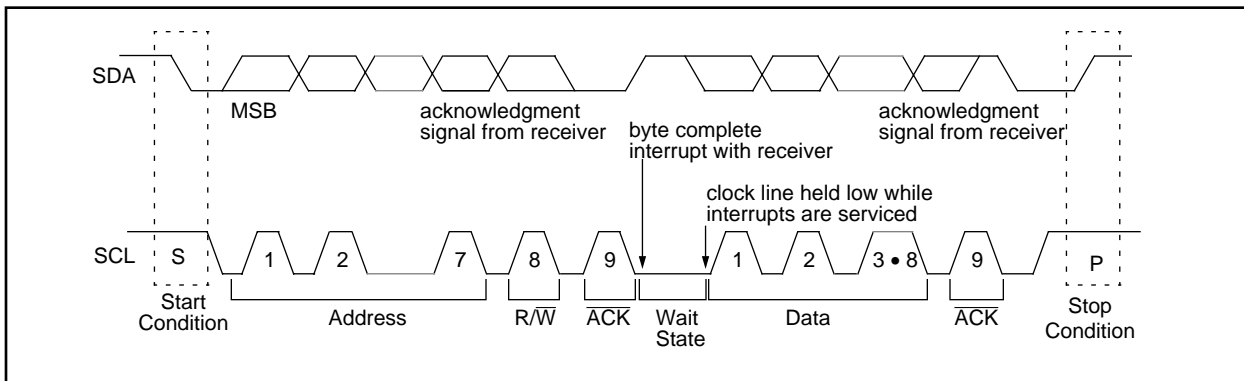 SDA
MSB
acknowledgment
signal from receiver
byte complete
interrupt with receiver
acknowledgment
signal from receiver
clock line held low while
interrupts are serviced
SCL
S
1
2
7
8
9
1
2
3 • 8
9
P
Start
Condition
Address
R/W̅
A̅C̅K̅
Wait
State
Data
A̅C̅K̅
Stop
Condition